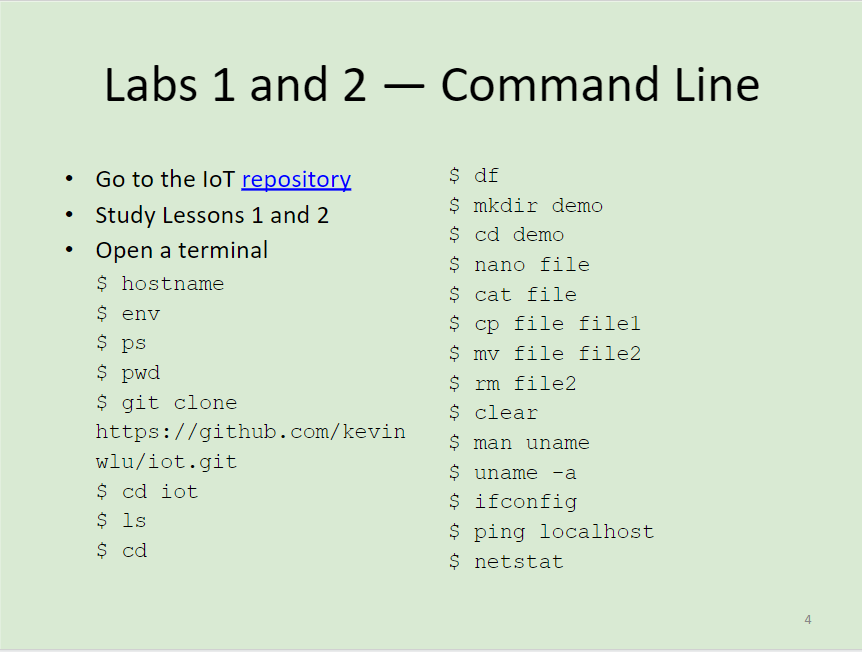 Labs 1 and 2 — Command Line
• Go to the IoT repository
• Study Lessons 1 and 2
• Open a terminal
$ hostname
$ env
$ ps
$ pwd
$ git clone
https://github.com/kevin
wlu/iot.git
$ cd iot
$ ls
$ cd
$ df
$ mkdir demo
$ cd demo
$ nano file
$ cat file
$ cp file file1
$ mv file file2
$ rm file2
$ clear
$ man uname
$ uname -a
$ ifconfig
$ ping localhost
$ netstat
4